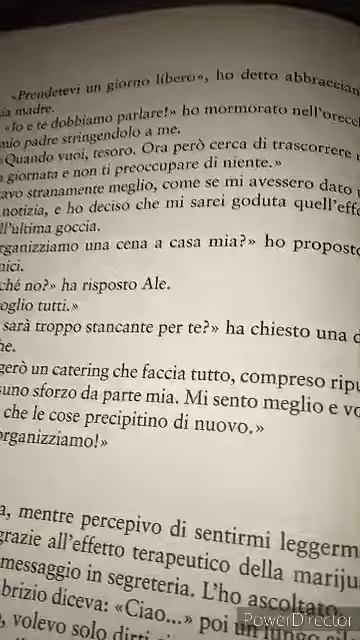 «Prendetevi un giorno libero», ho detto abbraccian
ia madre.
«Io e te dobbiamo parlare!» ho mormorato nell'orecch
mio padre stringendolo a me.
«Quando vuoi, tesoro. Ora però cerca di trascorrere u
giornata e non ti preoccupare di niente.»
avo stranamente meglio, come se mi avessero dato u
notizia, e ho deciso che mi sarei goduta quell'effe
ll'ultima goccia.
rganizziamo una cena a casa mia?» ho proposto
nici.
ché no?» ha risposto Ale.
oglio tutti.»
sarà troppo stancante per te?» ha chiesto una d
he.
gerò un catering che faccia tutto, compreso ripu
suno sforzo da parte mia. Mi sento meglio e vo
che le cose precipitino di nuovo.»
organizziamo!»
a, mentre percepivo di sentirmi leggerm
grazie all'effetto terapeutico della mariju
messaggio in segreteria. L'ho ascoltato.
brizio diceva: «Ciao...» poi un lungo
, volevo solo dirti
PowerDirector